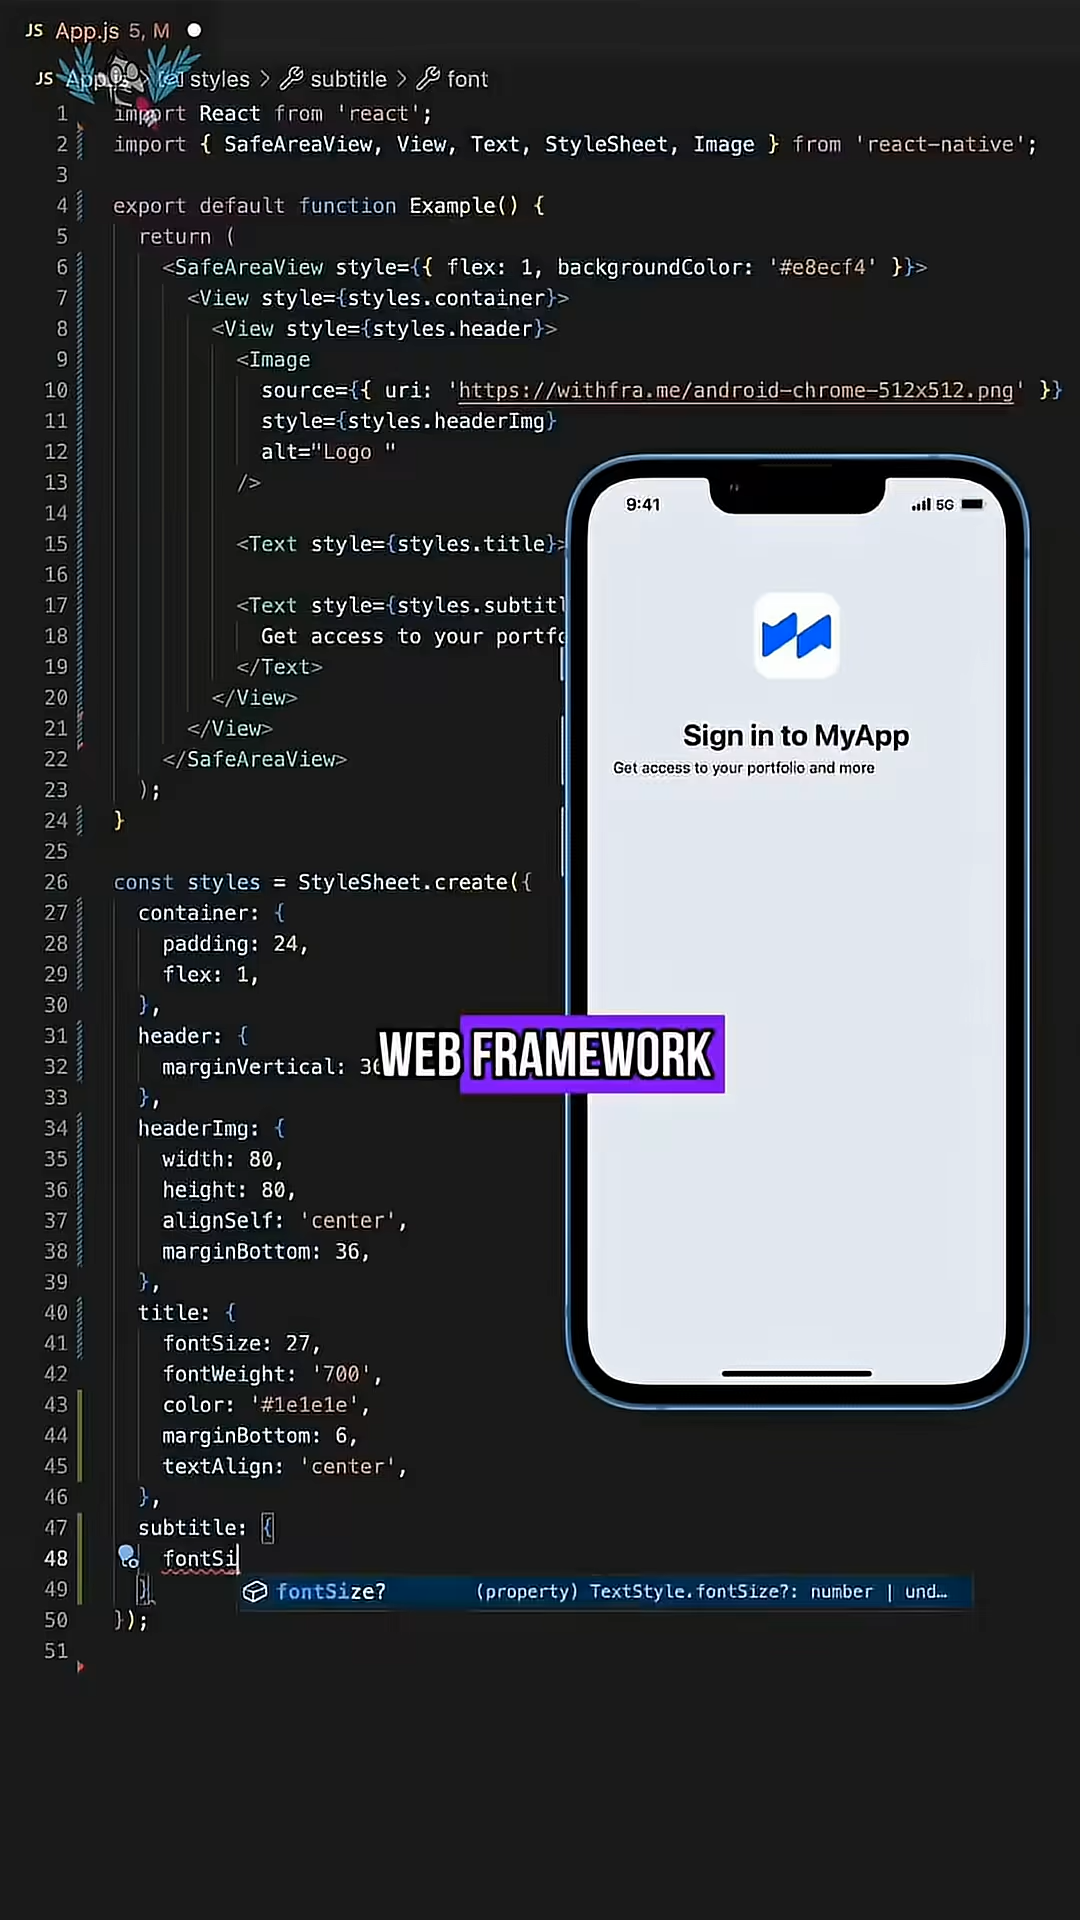 JS App.js 5, M
JS App.js > styles > subtitle > font
1 import React from 'react';
2 import { SafeAreaView, View, Text, StyleSheet, Image } from 'react-native';
3
4 export default function Example() {
5 return (
6 <SafeAreaView style={{ flex: 1, backgroundColor: '#e8ecf4' }}>
7 <View style={styles.container}>
8 <View style={styles.header}>
9 <Image
10 source={{ uri: 'https://withfra.me/android-chrome-512x512.png' }}
11 style={styles.headerImg}
12 alt="Logo "
13 />
14
15 <Text style={styles.title}>
16
17 <Text style={styles.subtitl
18 Get access to your portfo
19 </Text>
20 </View>
21 </View>
22 </SafeAreaView>
23 );
24 }
25
26 const styles = StyleSheet.create({
27 container: {
28 padding: 24,
29 flex: 1,
30 },
31 header: {
32 marginVertical: 36
33 },
34 headerImg: {
35 width: 80,
36 height: 80,
37 alignSelf: 'center',
38 marginBottom: 36,
39 },
40 title: {
41 fontSize: 27,
42 fontWeight: '700',
43 color: '#1e1e1e',
44 marginBottom: 6,
45 textAlign: 'center',
46 },
47 subtitle: {
48 fontSi
49 }
fontSize? (property) TextStyle.fontSize?: number | und…
50 });
51
9:41 5G
Sign in to MyApp
Get access to your portfolio and more
WEB FRAMEWORK